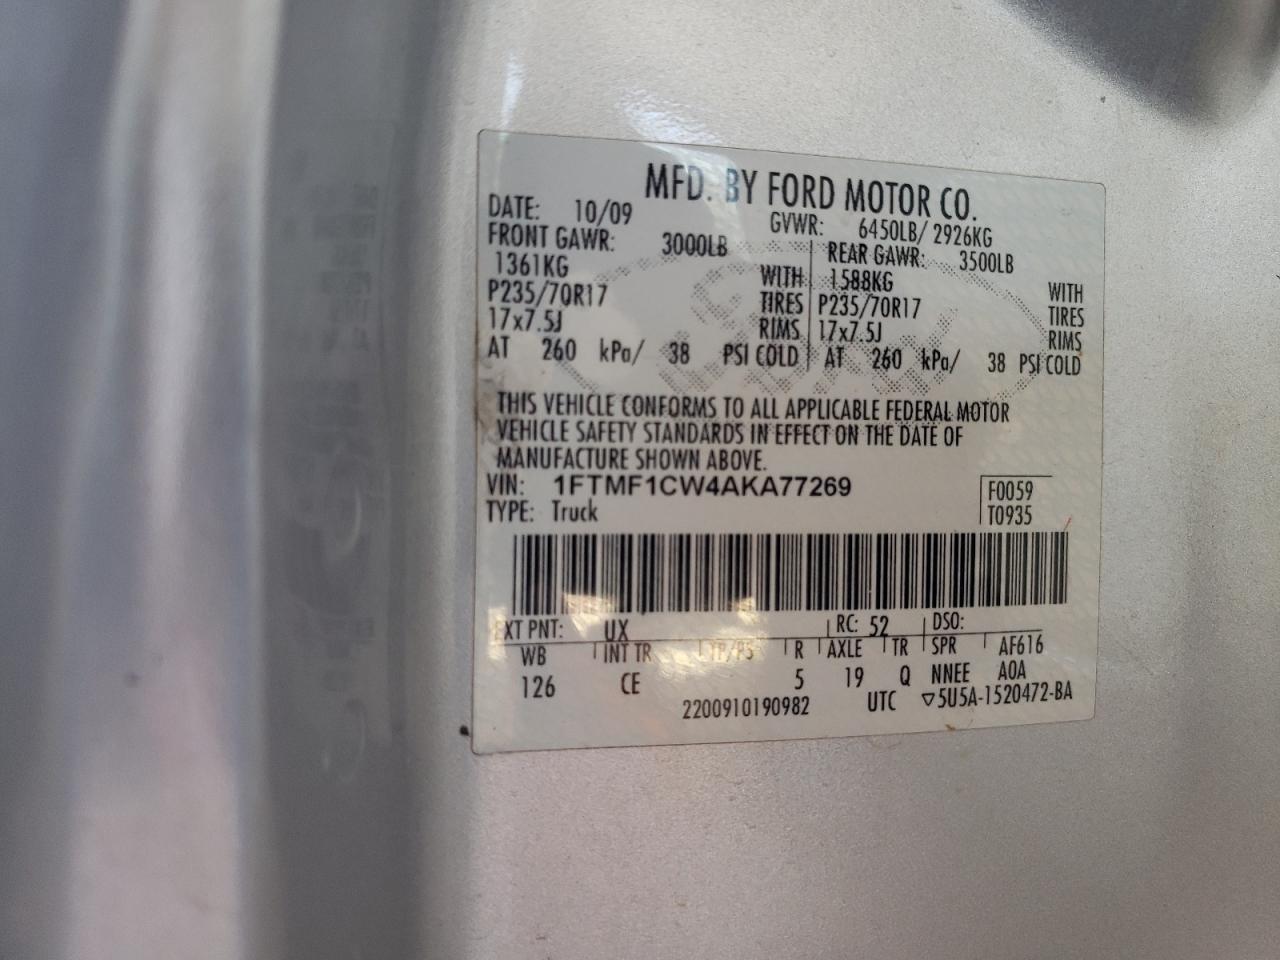 MFD. BY FORD MOTOR CO.
DATE: 10/09 GVWR: 6450LB/ 2926KG
FRONT GAWR: 3000LB REAR GAWR: 3500LB
1361KG WITH 1588KG WITH
P235/70R17 TIRES P235/70R17 TIRES
17x7.5J RIMS 17x7.5J RIMS
AT 260 kPa/ 38 PSI COLD AT 260 kPa/ 38 PSI COLD
THIS VEHICLE CONFORMS TO ALL APPLICABLE FEDERAL MOTOR
VEHICLE SAFETY STANDARDS IN EFFECT ON THE DATE OF
MANUFACTURE SHOWN ABOVE.
VIN: 1FTMF1CW4AKA77269 F0059
TYPE: Truck T0935
EXT PNT: UX RC: 52 DSO:
WB INT TR TP/PS R AXLE TR SPR AF616
126 CE 5 19 Q NNEE A0A
2200910190982 UTC ▽5U5A-1520472-BA